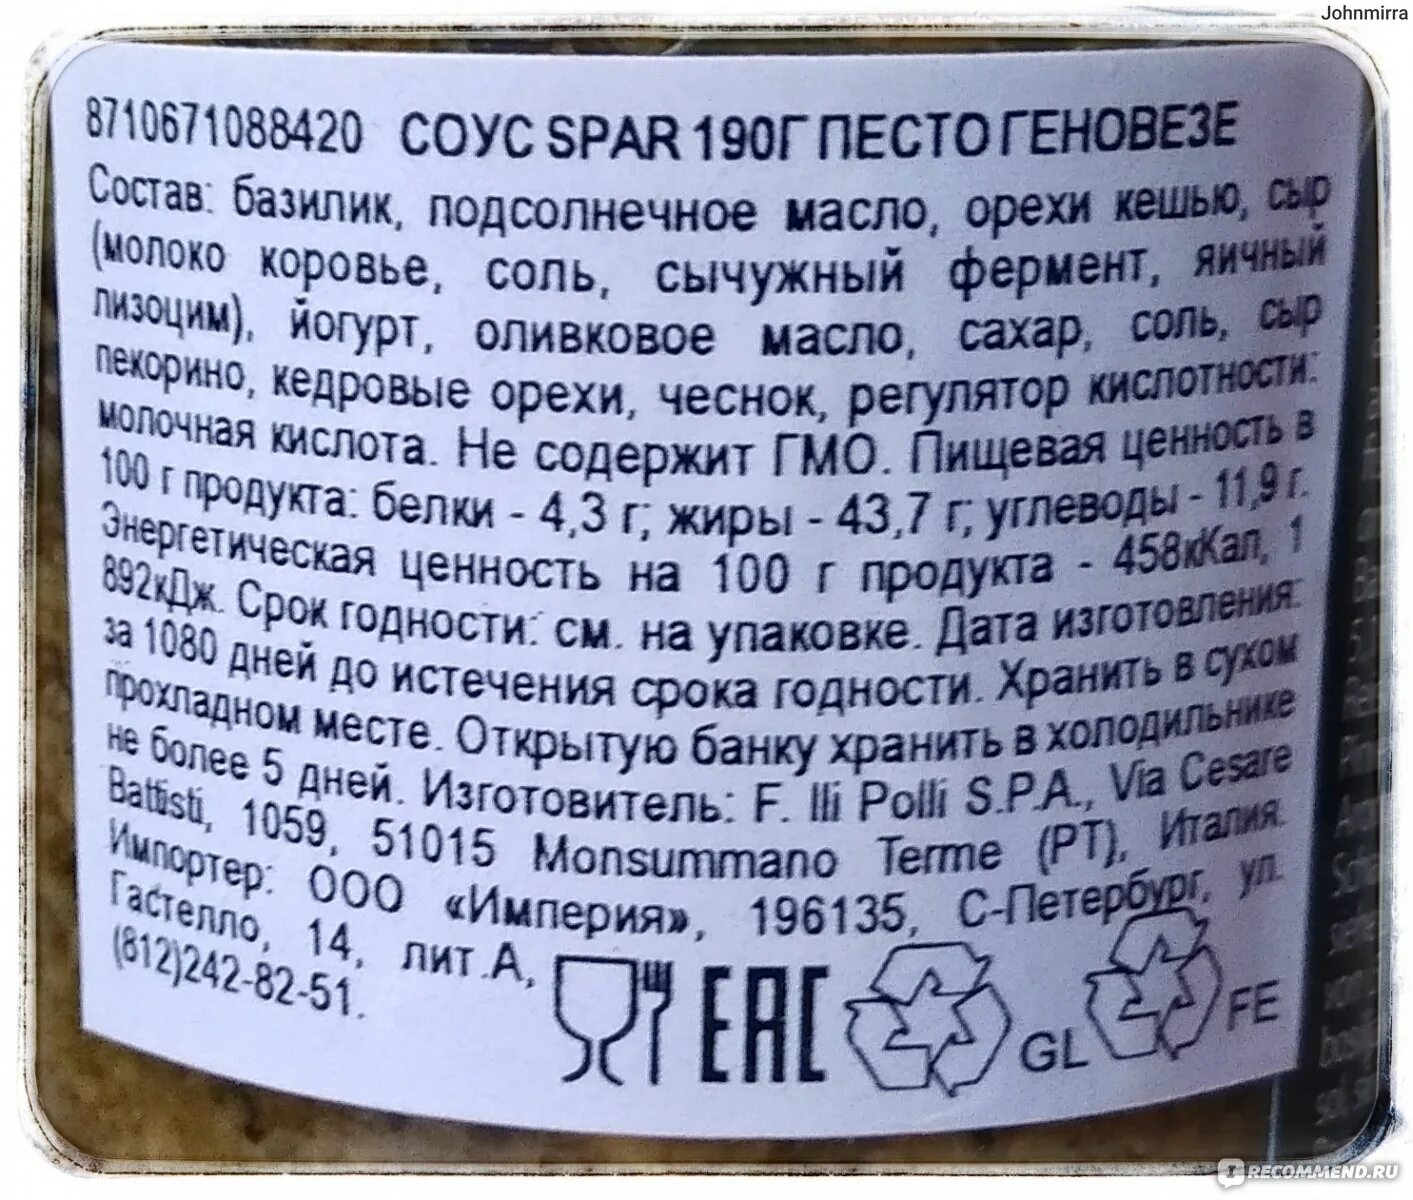 Johnmirra
8710671088420 СОУС SPAR 190Г ПЕСТО ГЕНОВЕЗЕ
Состав: базилик, подсолнечное масло, орехи кешью, сыр
(молоко коровье, соль, сычужный фермент, яичный
лизоцим), йогурт, оливковое масло, сахар, соль, сыр
пекорино, кедровые орехи, чеснок, регулятор кислотности:
молочная кислота. Не содержит ГМО. Пищевая ценность в
100 г продукта: белки - 4,3 г; жиры - 43,7 г; углеводы - 11,9 г.
Энергетическая ценность на 100 г продукта - 458кКал, 1
892кДж. Срок годности: см. на упаковке. Дата изготовления:
за 1080 дней до истечения срока годности. Хранить в сухом
прохладном месте. Открытую банку хранить в холодильнике
не более 5 дней. Изготовитель: F. lli Polli S.P.A., Via Cesare
Battisti, 1059, 51015 Monsummano Terme (PT), Италия.
Импортер: ООО «Империя», 196135, С-Петербург, ул.
Гастелло, 14, лит.А,
(812)242-82-51.
EAC
GL
FE
RECOMMEND.RU